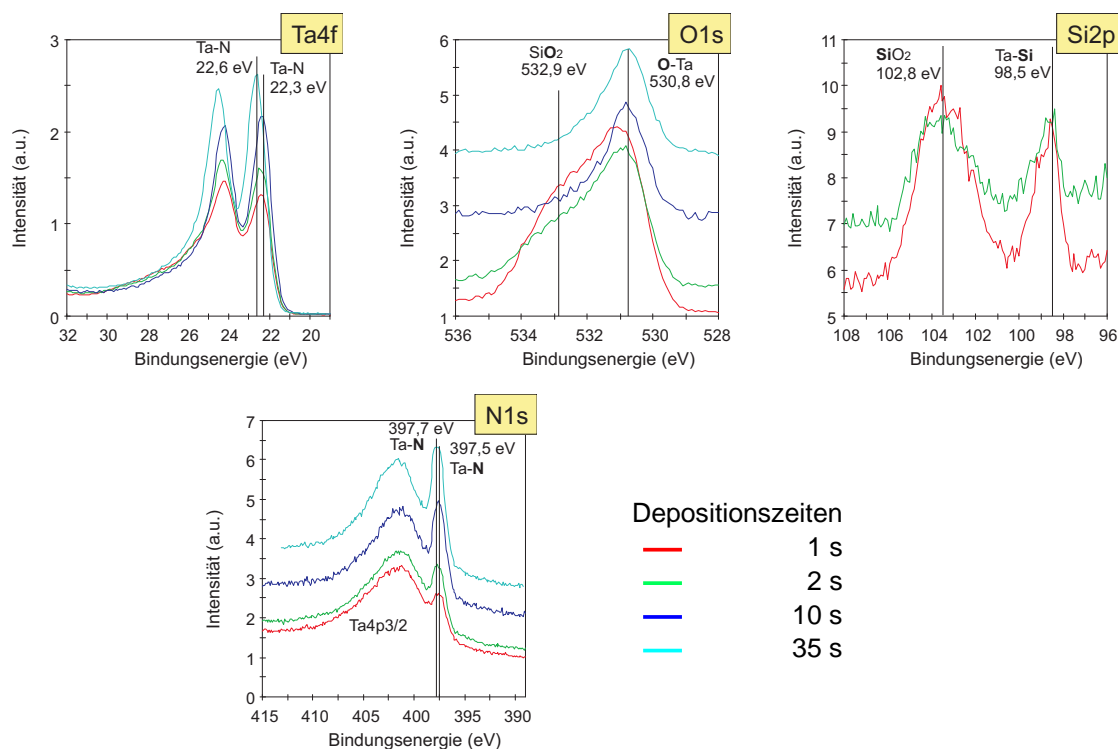 Ta4f
Ta-N
22,6 eV
Ta-N
22,3 eV
Intensität (a.u.)
3
2
1
0
32 30 28 26 24 22 20
Bindungsenergie (eV)
O1s
SiO₂
532,9 eV
O-Ta
530,8 eV
Intensität (a.u.)
6
5
4
3
2
1
536 534 532 530 528
Bindungsenergie (eV)
Si2p
SiO₂
102,8 eV
Ta-Si
98,5 eV
Intensität (a.u.)
11
10
9
8
7
6
5
108 106 104 102 100 98 96
Bindungsenergie (eV)
N1s
397,7 eV
Ta-N
397,5 eV
Ta-N
Ta4p3/2
Intensität (a.u.)
7
6
5
4
3
2
1
0
415 410 405 400 395 390
Bindungsenergie (eV)
Depositionszeiten
1 s
2 s
10 s
35 s